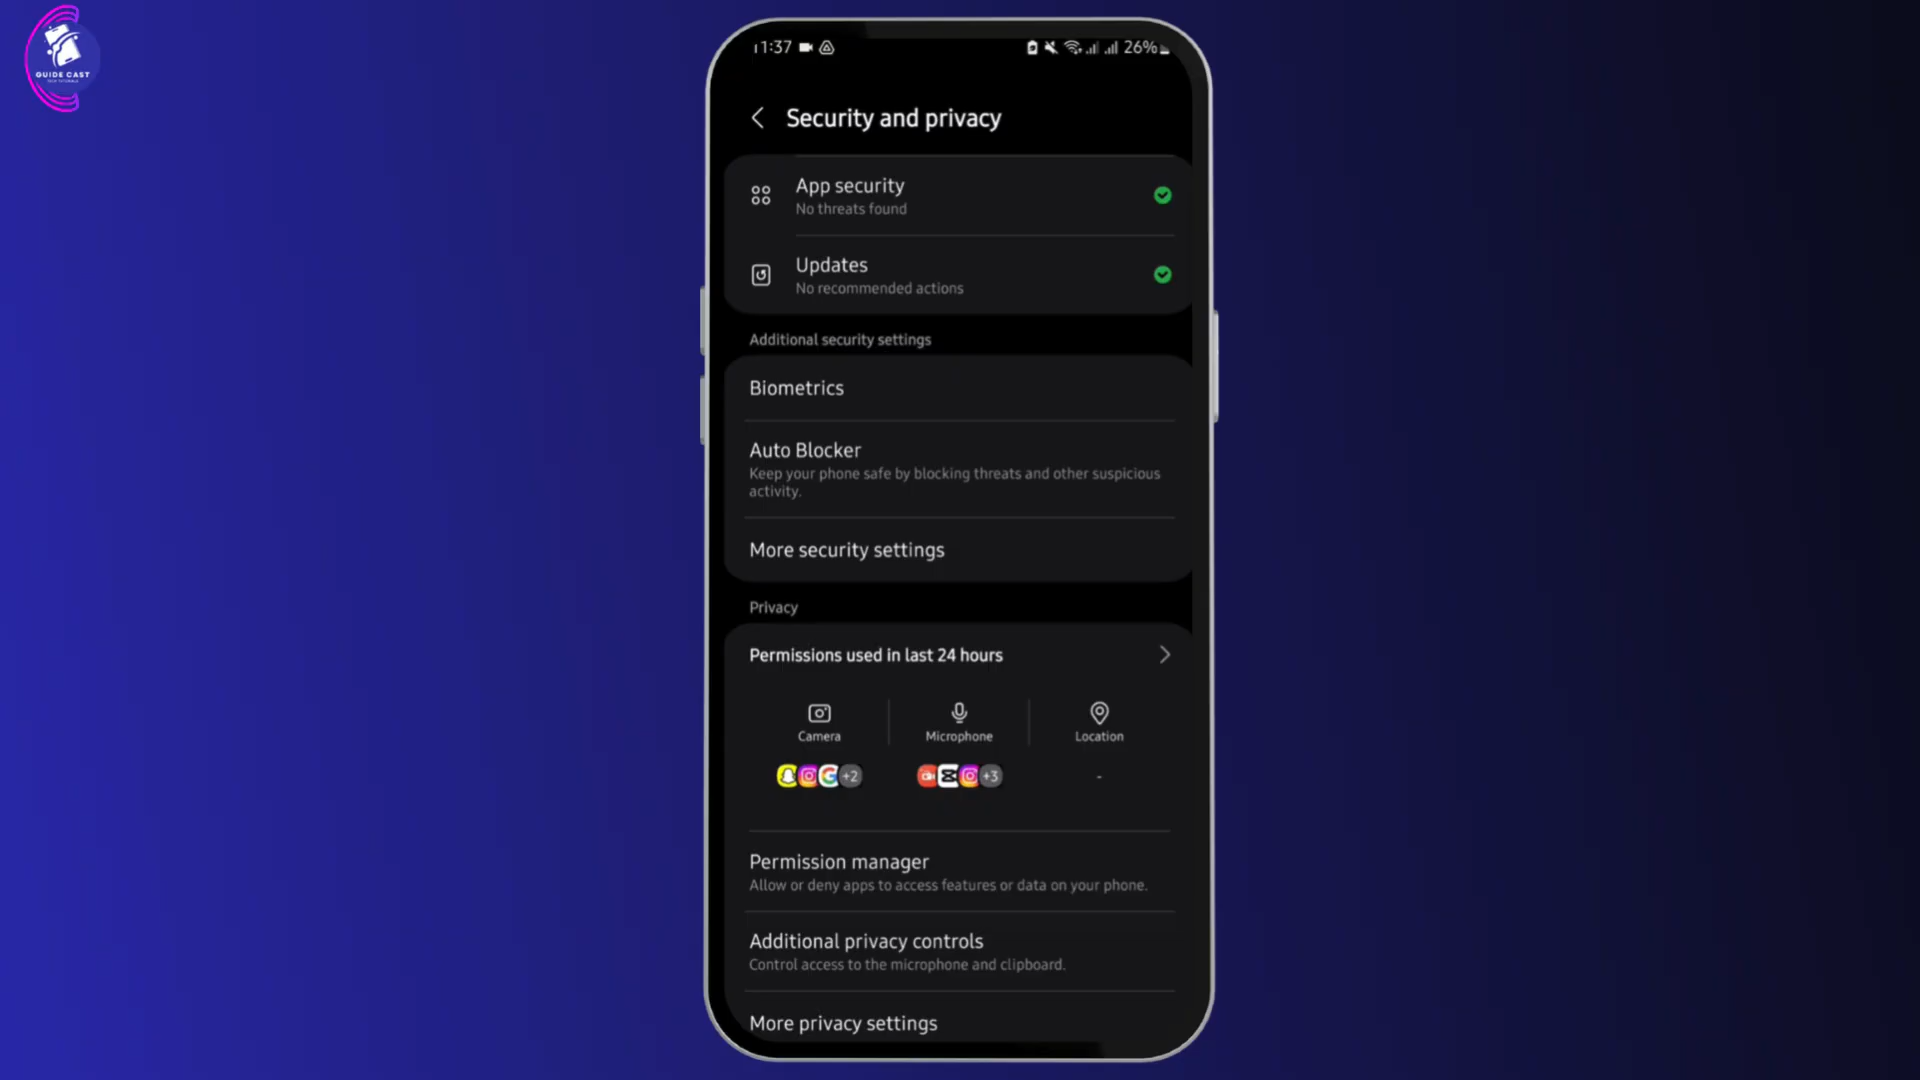 11:37
26%
GUIDE CAST
Security and privacy
App security
No threats found
Updates
No recommended actions
Additional security settings
Biometrics
Auto Blocker
Keep your phone safe by blocking threats and other suspicious
activity.
More security settings
Privacy
Permissions used in last 24 hours
Camera
Microphone
Location
+2
+3
-
Permission manager
Allow or deny apps to access features or data on your phone.
Additional privacy controls
Control access to the microphone and clipboard.
More privacy settings